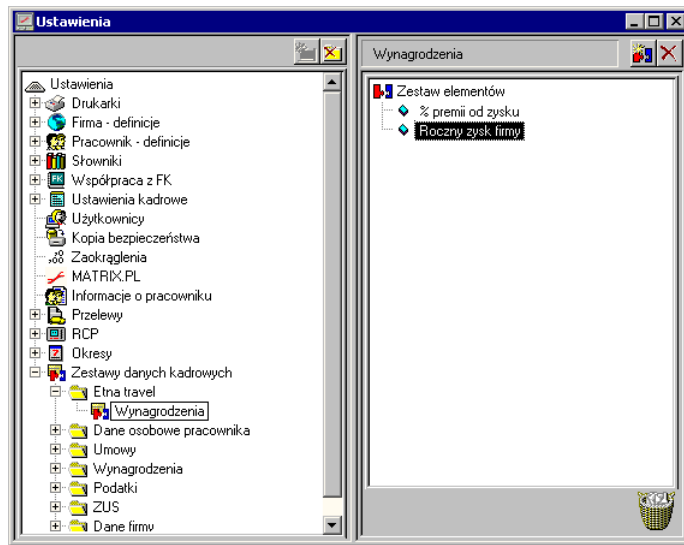 Ustawienia
Wynagrodzenia
Ustawienia
Drukarki
Firma - definicje
Pracownik - definicje
Słowniki
Współpraca z FK
Ustawienia kadrowe
Użytkownicy
Kopia bezpieczeństwa
Zaokrąglenia
MATRIX.PL
Informacje o pracowniku
Przelewy
RCP
Okresy
Zestawy danych kadrowych
Etna travel
Wynagrodzenia
Dane osobowe pracownika
Umowy
Wynagrodzenia
Podatki
ZUS
Dane firmy
Zestaw elementów
% premii od zysku
Roczny zysk firmy